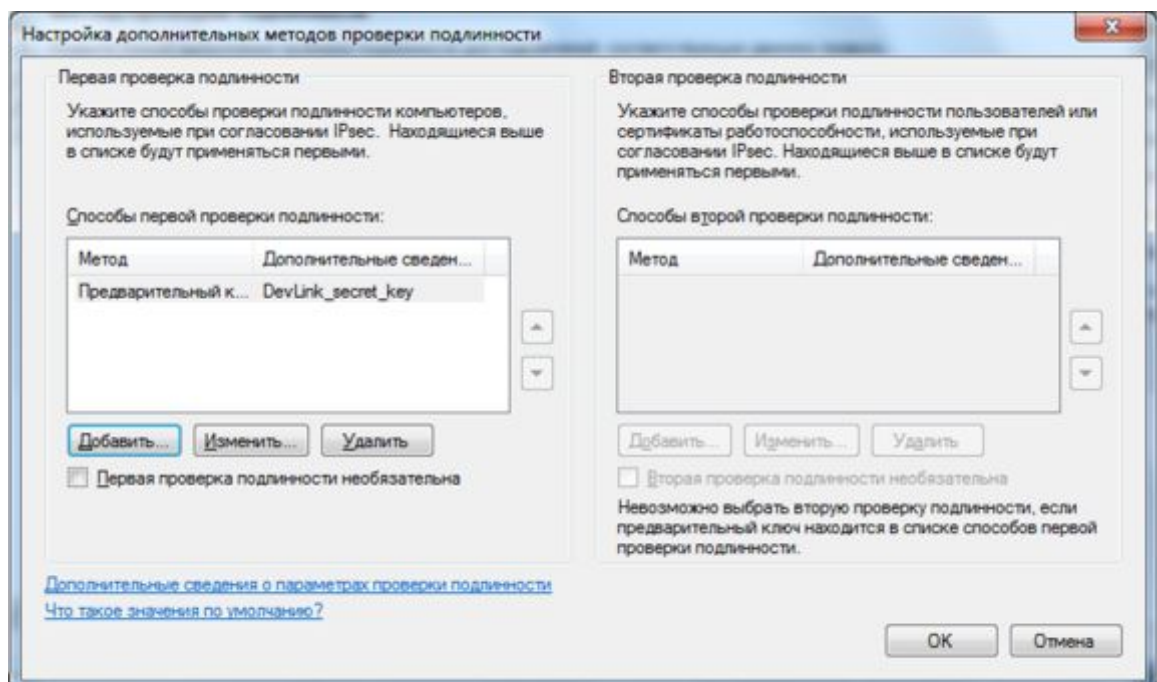 Настройка дополнительных методов проверки подлинности
Первая проверка подлинности
Укажите способы проверки подлинности компьютеров,
используемые при согласовании IPsec. Находящиеся выше
в списке будут применяться первыми.
Способы первой проверки подлинности:
Метод Дополнительные сведен...
Предварительный к... DevLink_secret_key
Добавить... Изменить... Удалить
Первая проверка подлинности необязательна
Вторая проверка подлинности
Укажите способы проверки подлинности пользователей или
сертификаты работоспособности, используемые при
согласовании IPsec. Находящиеся выше в списке будут
применяться первыми.
Способы второй проверки подлинности:
Метод Дополнительные сведен...
Добавить... Изменить... Удалить
Вторая проверка подлинности необязательна
Невозможно выбрать вторую проверку подлинности, если
предварительный ключ находится в списке способов первой
проверки подлинности.
Дополнительные сведения о параметрах проверки подлинности
Что такое значения по умолчанию?
OK Отмена